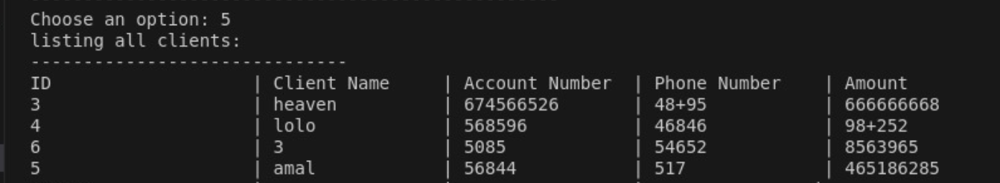 Choose an option: 5
listing all clients:
------------------------------
ID | Client Name | Account Number | Phone Number | Amount
3 | heaven | 674566526 | 48+95 | 666666668
4 | lolo | 568596 | 46846 | 98+252
6 | 3 | 5085 | 54652 | 8563965
5 | amal | 56844 | 517 | 465186285